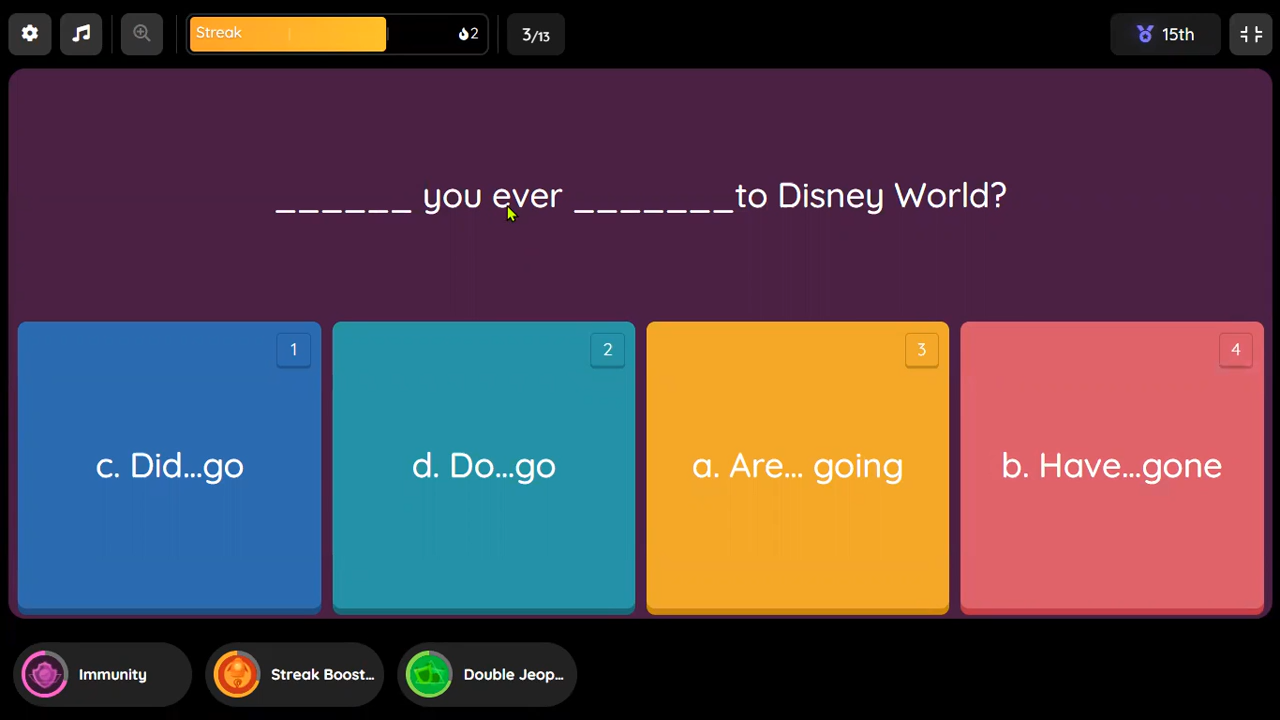 Streak
2
3/13
15th
______ you ever _______to Disney World?
1
2
3
4
c. Did...go
d. Do...go
a. Are... going
b. Have...gone
Immunity
Streak Boost...
Double Jeop...